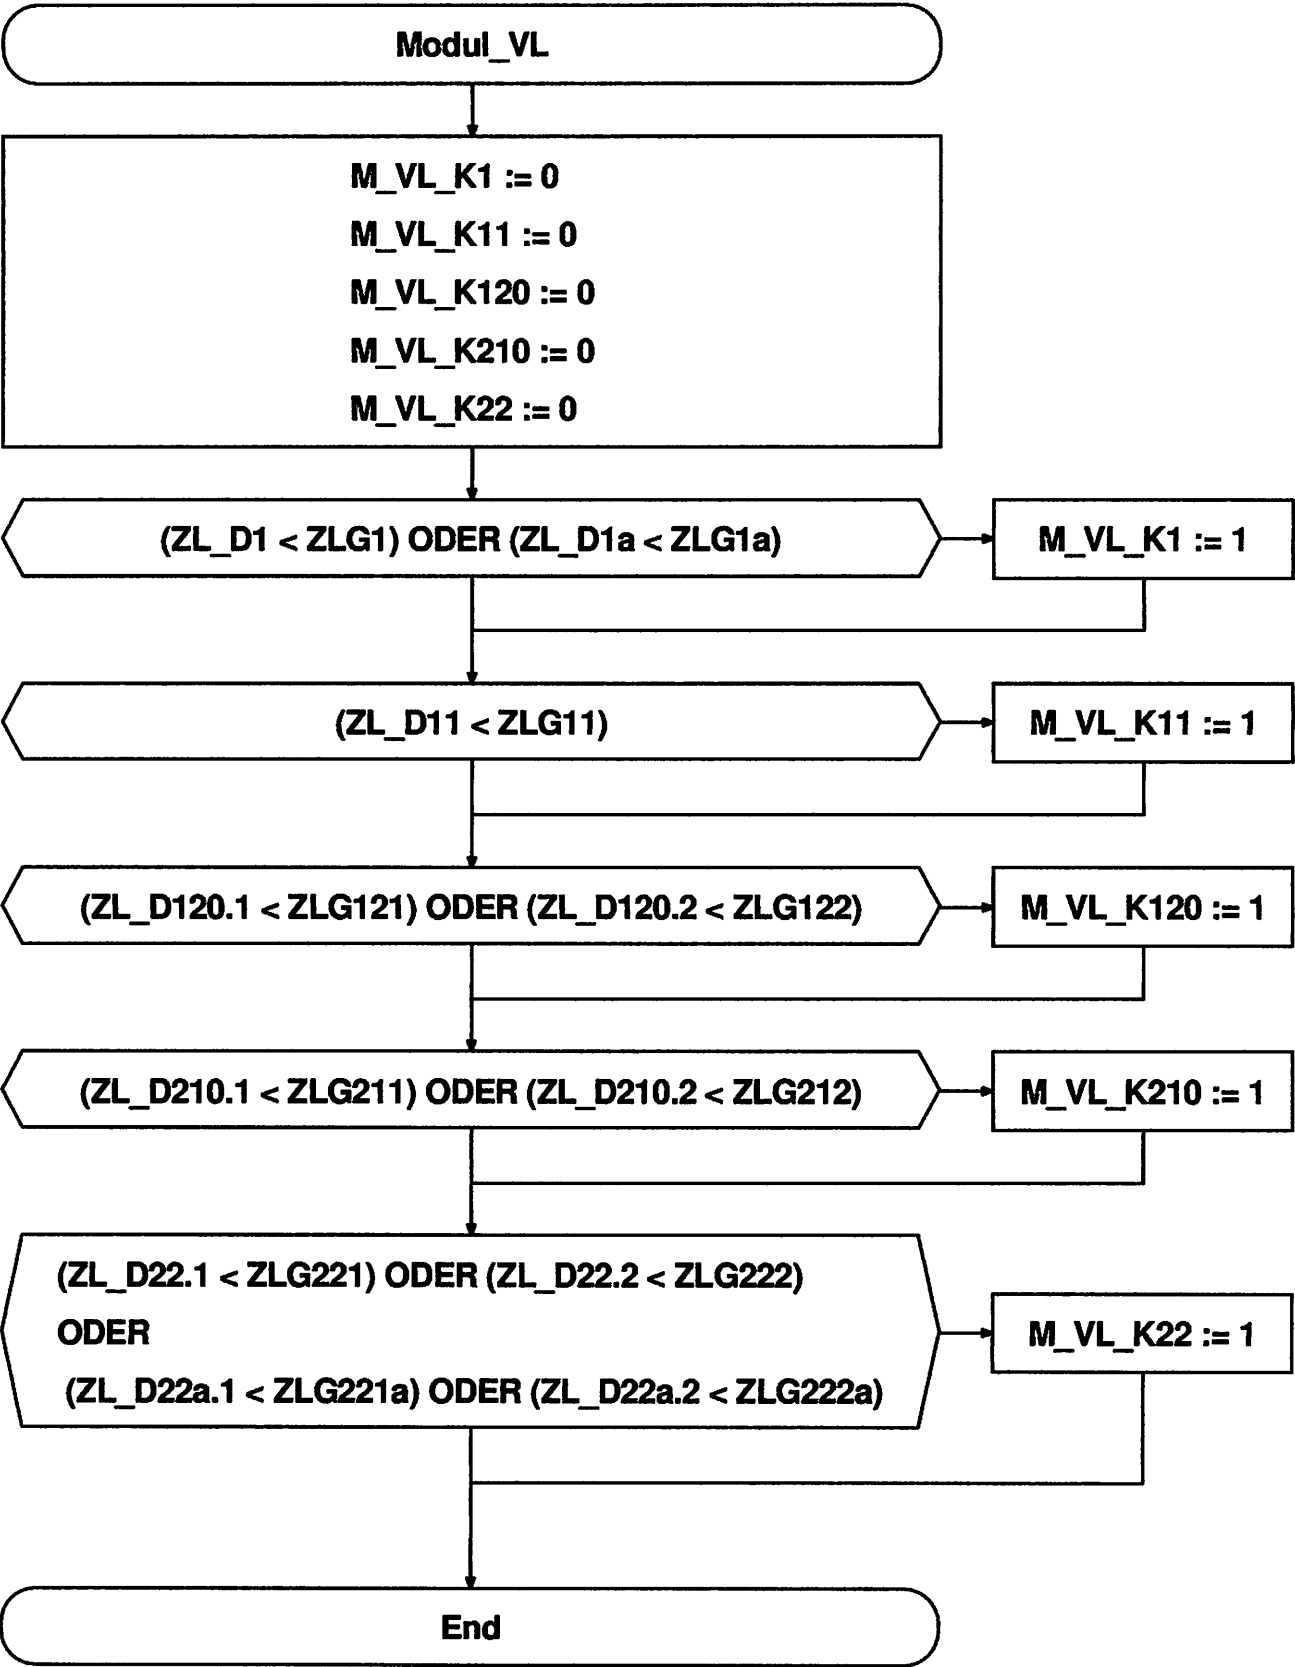 Modul_VL
M_VL_K1 := 0
M_VL_K11 := 0
M_VL_K120 := 0
M_VL_K210 := 0
M_VL_K22 := 0
(ZL_D1 < ZLG1) ODER (ZL_D1a < ZLG1a)
M_VL_K1 := 1
(ZL_D11 < ZLG11)
M_VL_K11 := 1
(ZL_D120.1 < ZLG121) ODER (ZL_D120.2 < ZLG122)
M_VL_K120 := 1
(ZL_D210.1 < ZLG211) ODER (ZL_D210.2 < ZLG212)
M_VL_K210 := 1
(ZL_D22.1 < ZLG221) ODER (ZL_D22.2 < ZLG222)
ODER
(ZL_D22a.1 < ZLG221a) ODER (ZL_D22a.2 < ZLG222a)
M_VL_K22 := 1
End